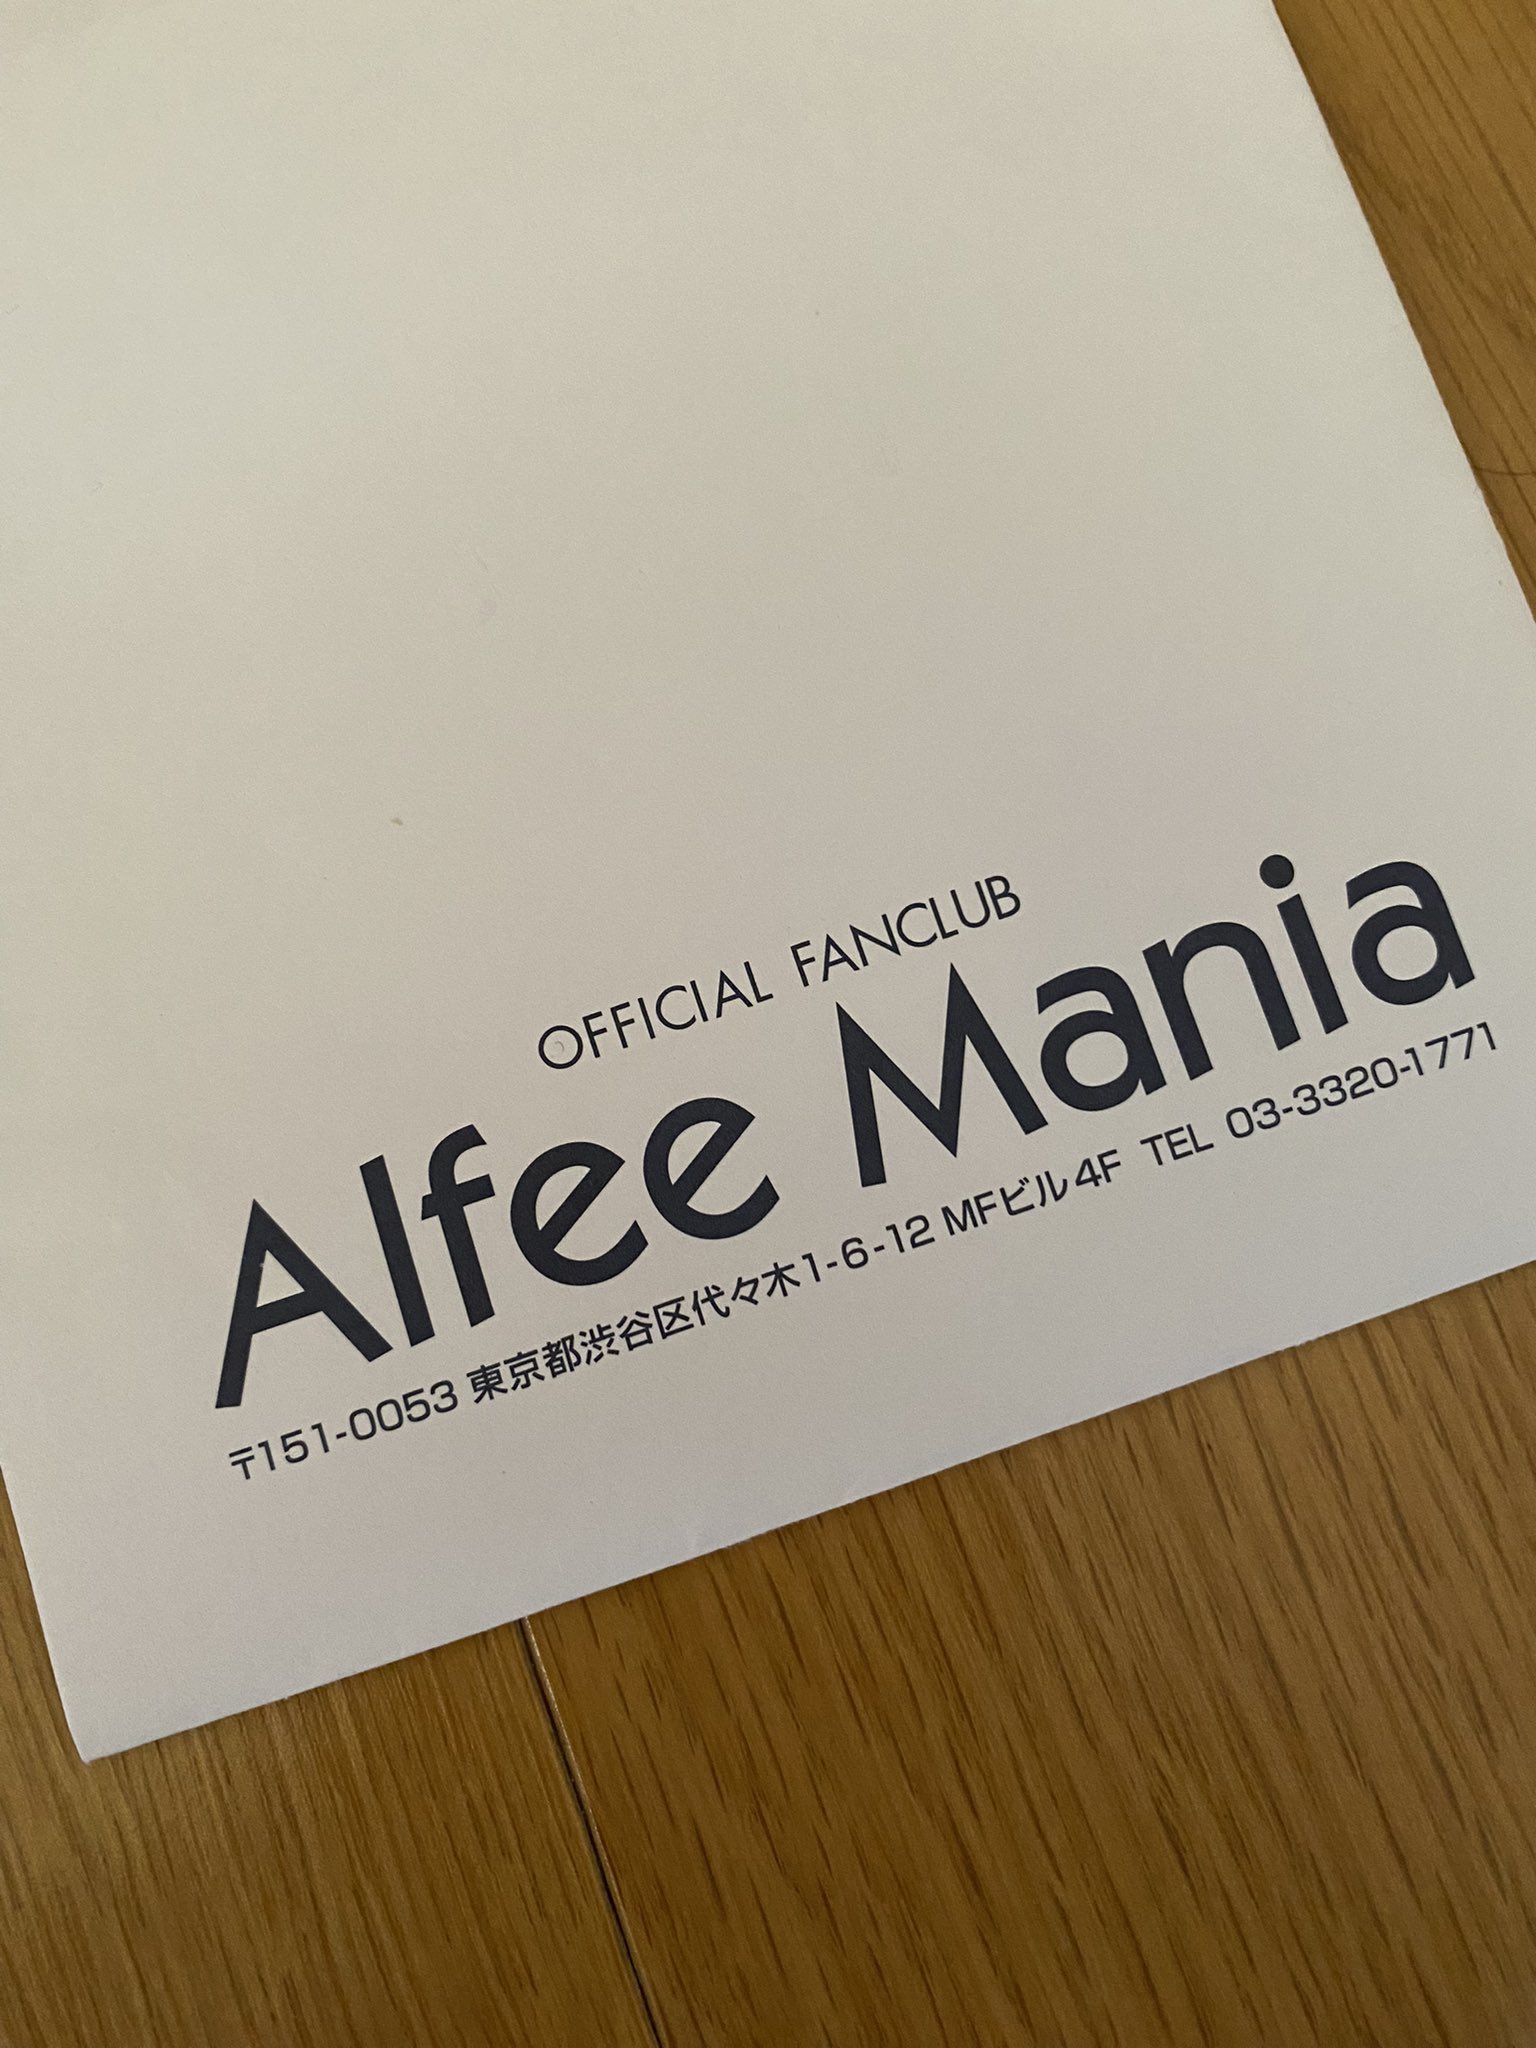 OFFICIAL FANCLUB
Alfee Mania
〒151-0053 東京都渋谷区代々木1-6-12 MFビル4F TEL 03-3320-1771